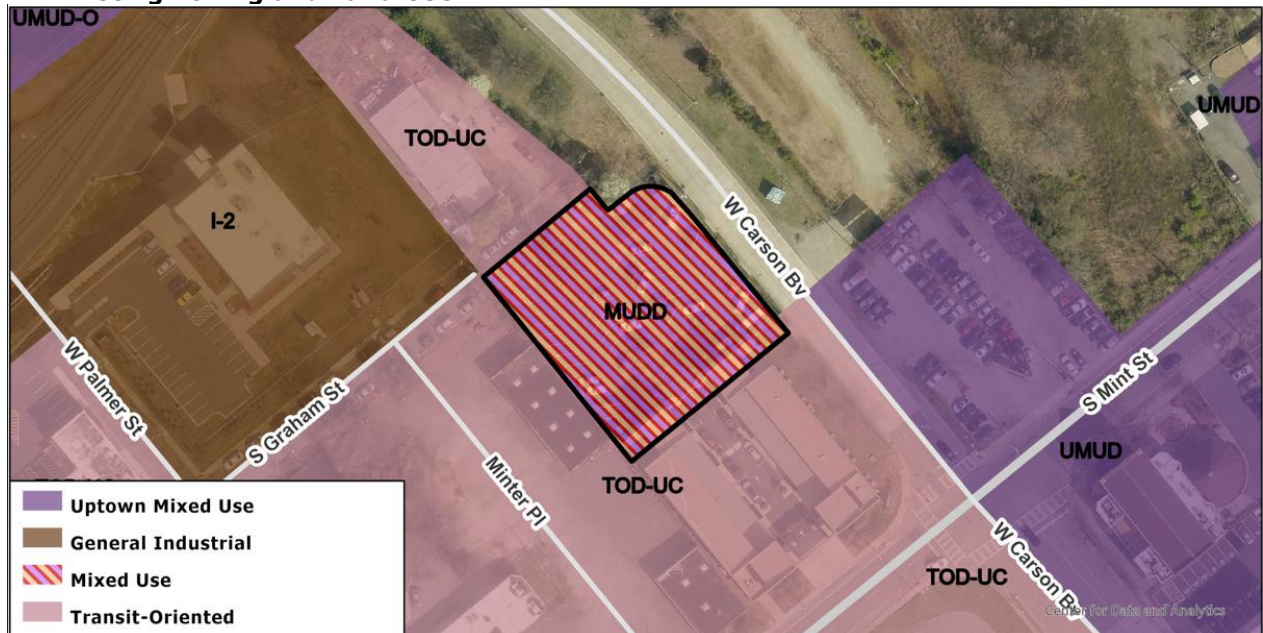 UMUD-O
UMUD
TOD-UC
I-2
W Carson Bv
MUDD
W Palmer St
S Graham St
S Mint St
Minter Pl
TOD-UC
UMUD
W Carson Bv
TOD-UC
Uptown Mixed Use
General Industrial
Mixed Use
Transit-Oriented
Center for Data and Analytics